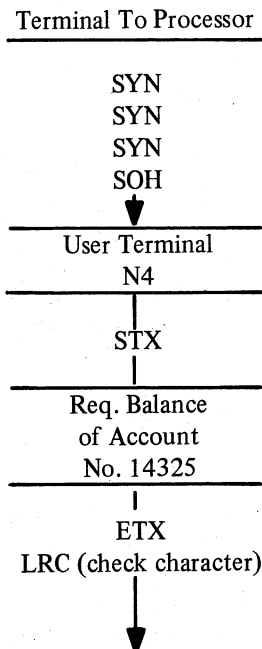 Terminal To Processor
SYN
SYN
SYN
SOH
User Terminal
N4
STX
Req. Balance
of Account
No. 14325
ETX
LRC (check character)